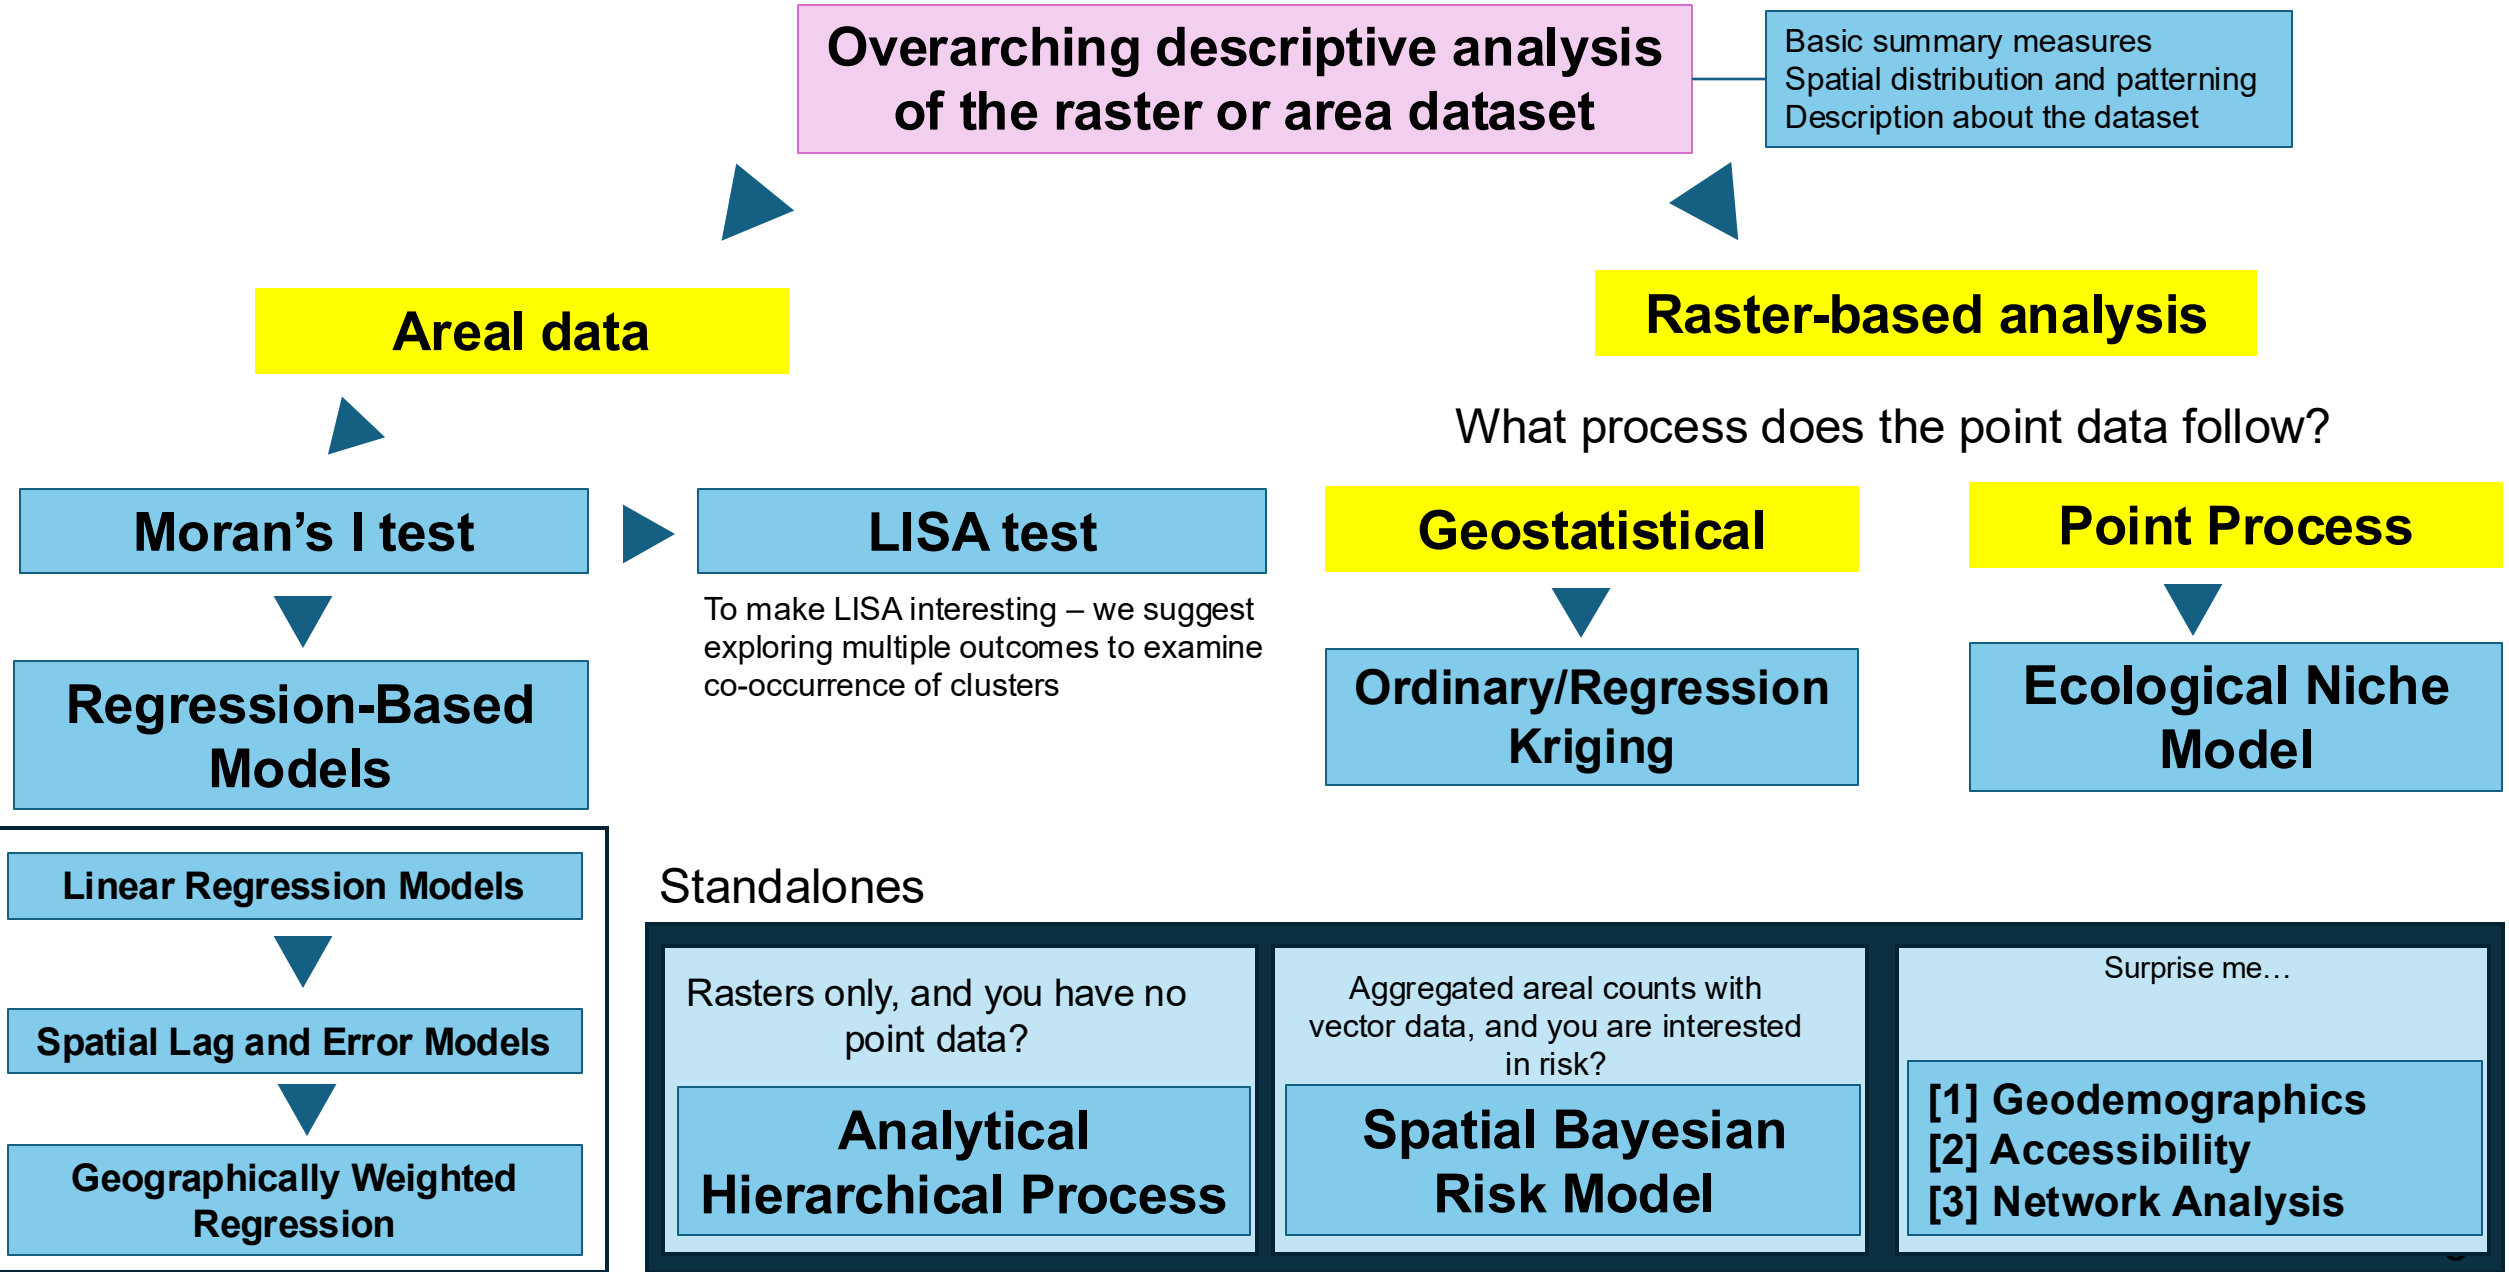 Overarching descriptive analysis
of the raster or area dataset
Basic summary measures
Spatial distribution and patterning
Description about the dataset
Areal data
Raster-based analysis
What process does the point data follow?
Moran’s I test
LISA test
Geostatistical
Point Process
To make LISA interesting – we suggest
exploring multiple outcomes to examine
co-occurrence of clusters
Regression-Based
Models
Ordinary/Regression
Kriging
Ecological Niche
Model
Linear Regression Models
Spatial Lag and Error Models
Geographically Weighted
Regression
Standalones
Rasters only, and you have no
point data?
Analytical
Hierarchical Process
Aggregated areal counts with
vector data, and you are interested
in risk?
Spatial Bayesian
Risk Model
Surprise me…
[1] Geodemographics
[2] Accessibility
[3] Network Analysis